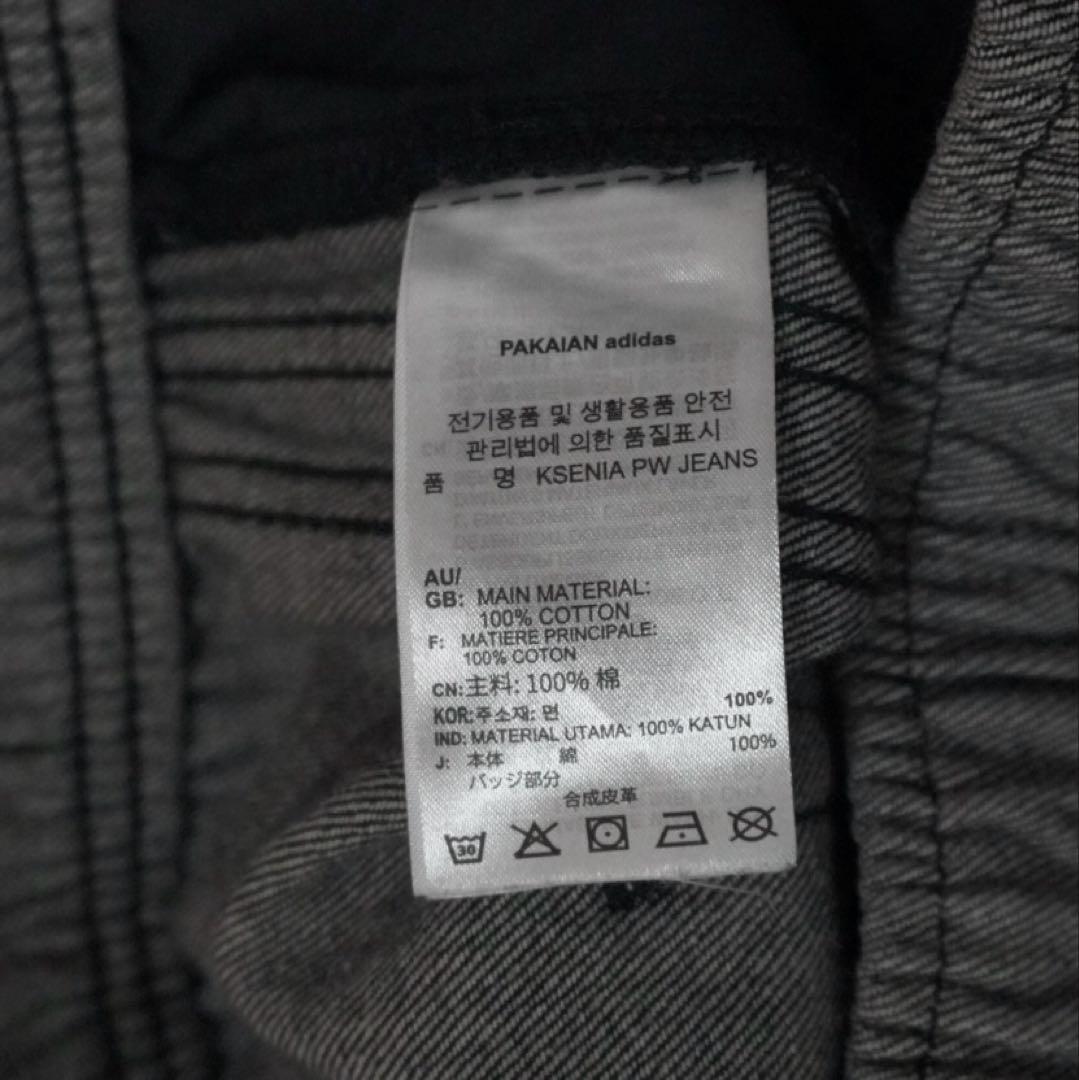 PAKAIAN adidas
전기용품 및 생활용품 안전
관리법에 의한 품질표시
품 명 KSENIA PW JEANS
AU/
GB: MAIN MATERIAL:
100% COTTON
F: MATIERE PRINCIPALE:
100% COTON
CN:主料: 100% 棉
KOR:주소재: 면 100%
IND: MATERIAL UTAMA: 100% KATUN
J: 本体 綿 100%
バッジ部分
合成皮革
30